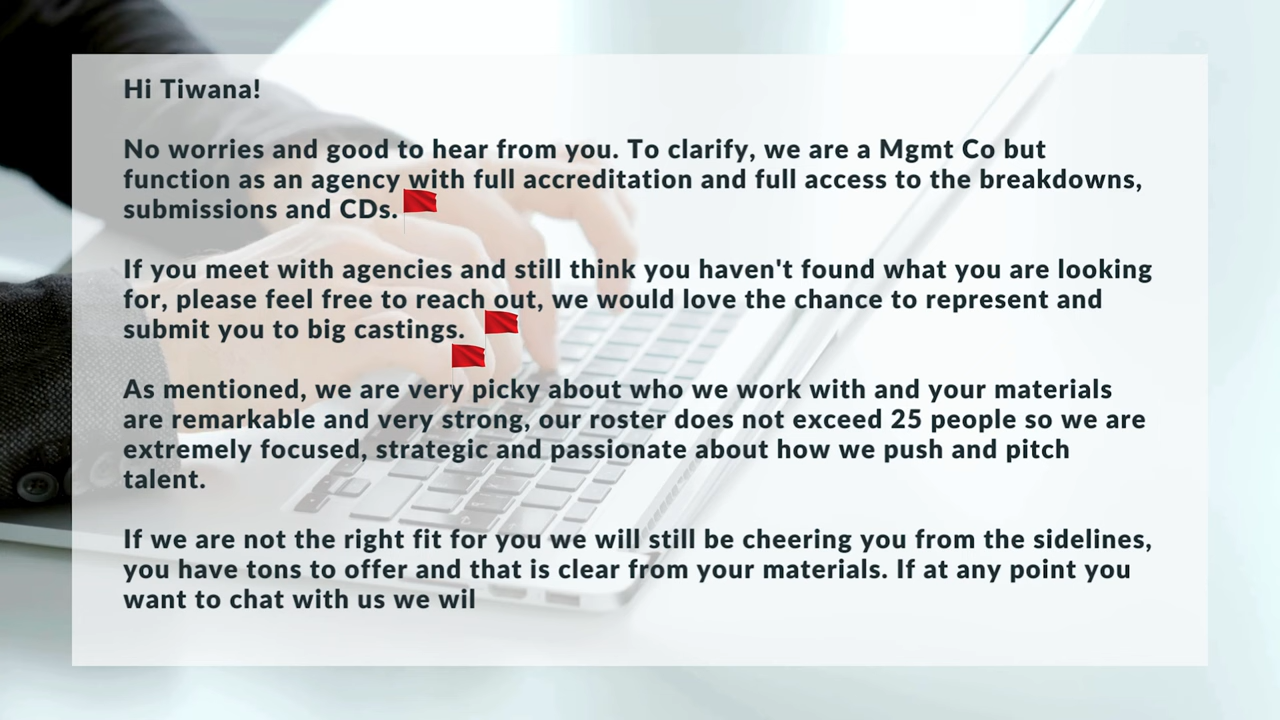 Hi Tiwana!
No worries and good to hear from you. To clarify, we are a Mgmt Co but
function as an agency with full accreditation and full access to the breakdowns,
submissions and CDs.
If you meet with agencies and still think you haven't found what you are looking
for, please feel free to reach out, we would love the chance to represent and
submit you to big castings.
As mentioned, we are very picky about who we work with and your materials
are remarkable and very strong, our roster does not exceed 25 people so we are
extremely focused, strategic and passionate about how we push and pitch
talent.
If we are not the right fit for you we will still be cheering you from the sidelines,
you have tons to offer and that is clear from your materials. If at any point you
want to chat with us we wil